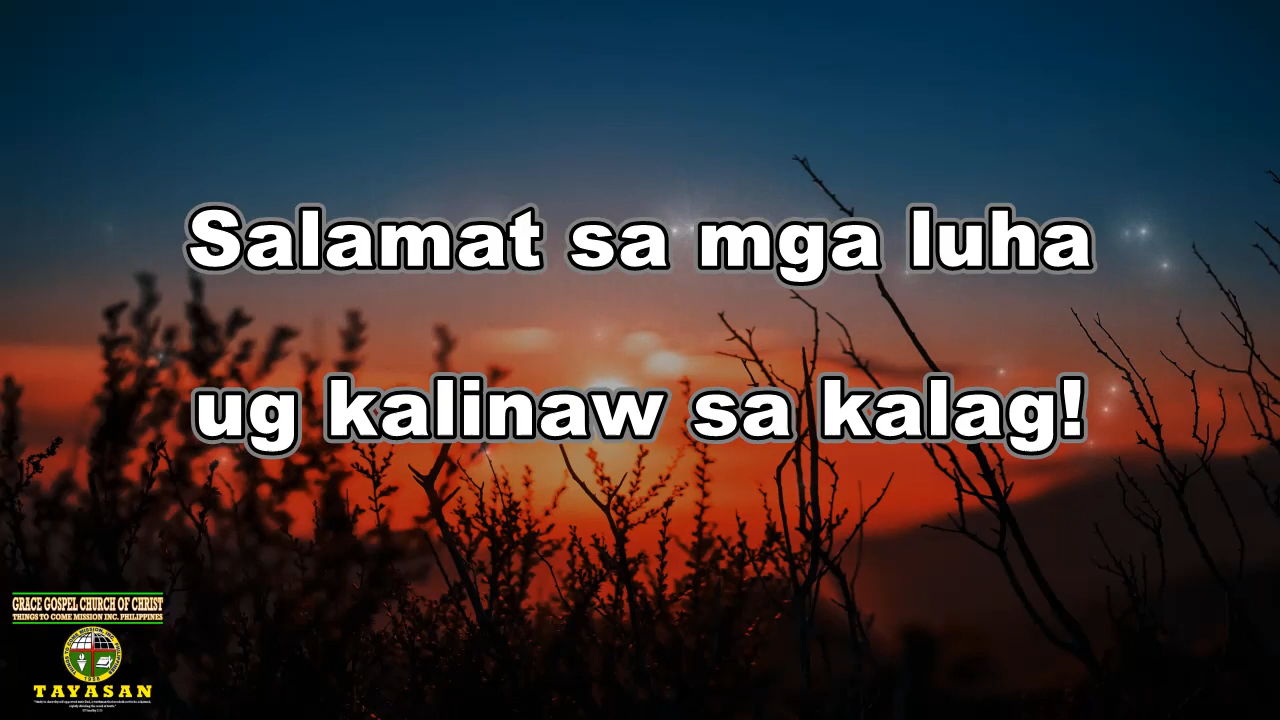 Salamat sa mga luha
ug kalinaw sa kalag!
GRACE GOSPEL CHURCH OF CHRIST
THINGS TO COME MISSION INC. PHILIPPINES
TAYASAN